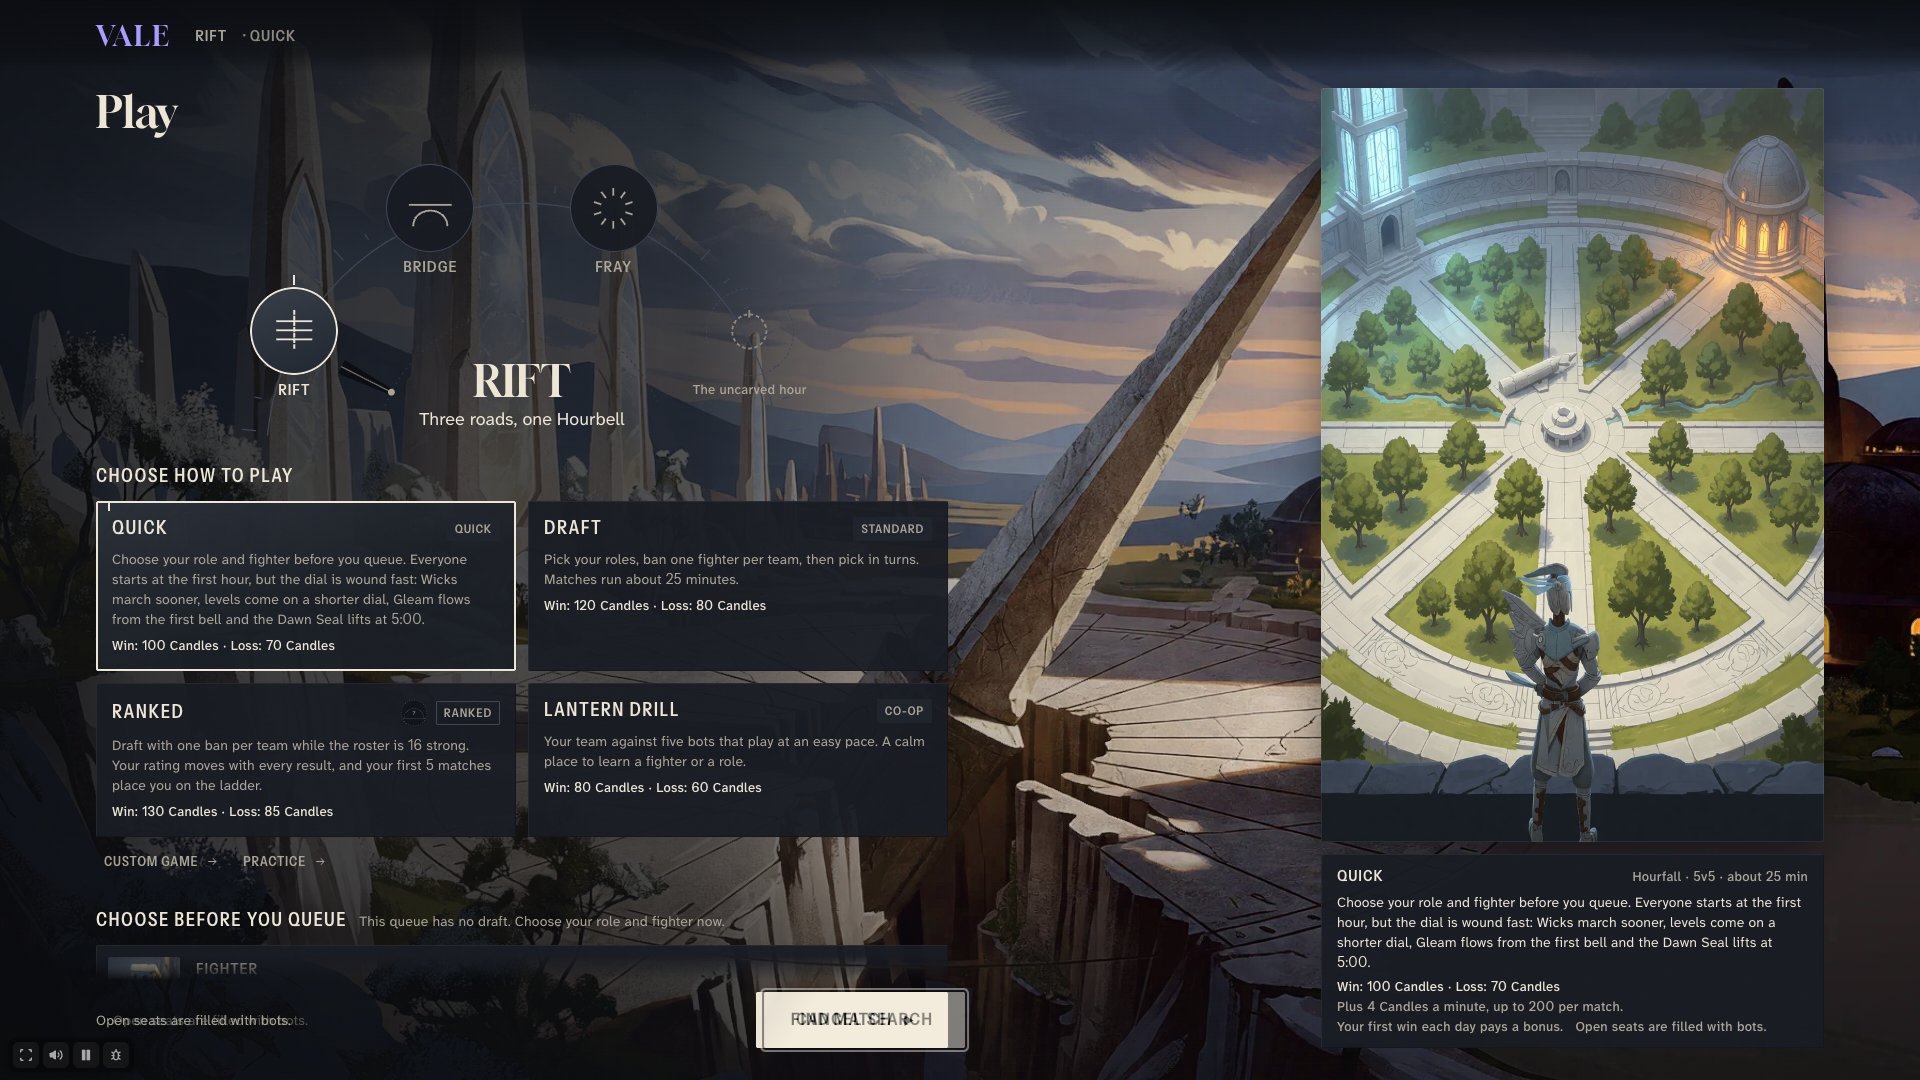 VALE RIFT · QUICK
Play
BRIDGE
FRAY
RIFT
RIFT
Three roads, one Hourbell
The uncarved hour
CHOOSE HOW TO PLAY
QUICK QUICK
Choose your role and fighter before you queue. Everyone
starts at the first hour, but the dial is wound fast: Wicks
march sooner, levels come on a shorter dial, Gleam flows
from the first bell and the Dawn Seal lifts at 5:00.
Win: 100 Candles · Loss: 70 Candles
DRAFT STANDARD
Pick your roles, ban one fighter per team, then pick in turns.
Matches run about 25 minutes.
Win: 120 Candles · Loss: 80 Candles
RANKED RANKED
Draft with one ban per team while the roster is 16 strong.
Your rating moves with every result, and your first 5 matches
place you on the ladder.
Win: 130 Candles · Loss: 85 Candles
LANTERN DRILL CO-OP
Your team against five bots that play at an easy pace. A calm
place to learn a fighter or a role.
Win: 80 Candles · Loss: 60 Candles
CUSTOM GAME → PRACTICE →
CHOOSE BEFORE YOU QUEUE This queue has no draft. Choose your role and fighter now.
FIGHTER
Open seats are filled with bots.
QUICK Hourfall · 5v5 · about 25 min
Choose your role and fighter before you queue. Everyone starts at the first
hour, but the dial is wound fast: Wicks march sooner, levels come on a
shorter dial, Gleam flows from the first bell and the Dawn Seal lifts at
5:00.
Win: 100 Candles · Loss: 70 Candles
Plus 4 Candles a minute, up to 200 per match.
Your first win each day pays a bonus. Open seats are filled with bots.